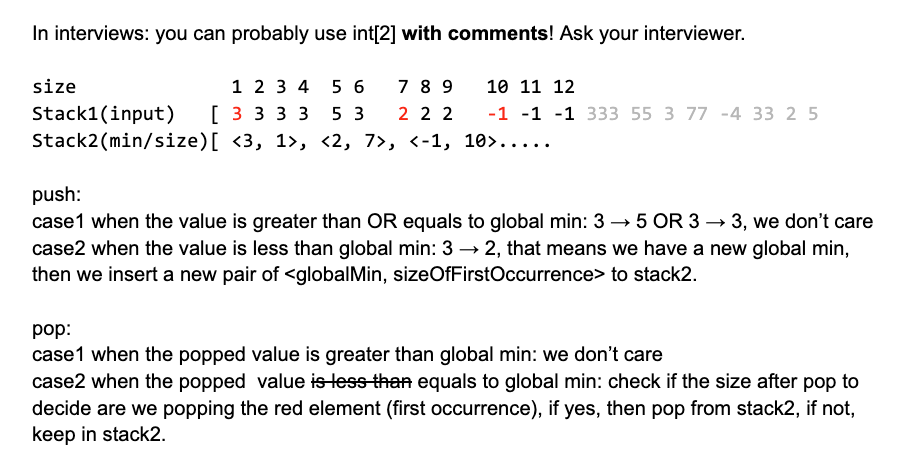 In interviews: you can probably use int[2] with comments! Ask your interviewer.
size 1 2 3 4 5 6 7 8 9 10 11 12
Stack1(input) [ 3 3 3 3 5 3 2 2 2 -1 -1 -1 333 55 3 77 -4 33 2 5
Stack2(min/size)[ <3, 1>, <2, 7>, <-1, 10>.....
push:
case1 when the value is greater than OR equals to global min: 3 → 5 OR 3 → 3, we don’t care
case2 when the value is less than global min: 3 → 2, that means we have a new global min,
then we insert a new pair of <globalMin, sizeOfFirstOccurrence> to stack2.
pop:
case1 when the popped value is greater than global min: we don’t care
case2 when the popped value is less than equals to global min: check if the size after pop to
decide are we popping the red element (first occurrence), if yes, then pop from stack2, if not,
keep in stack2.